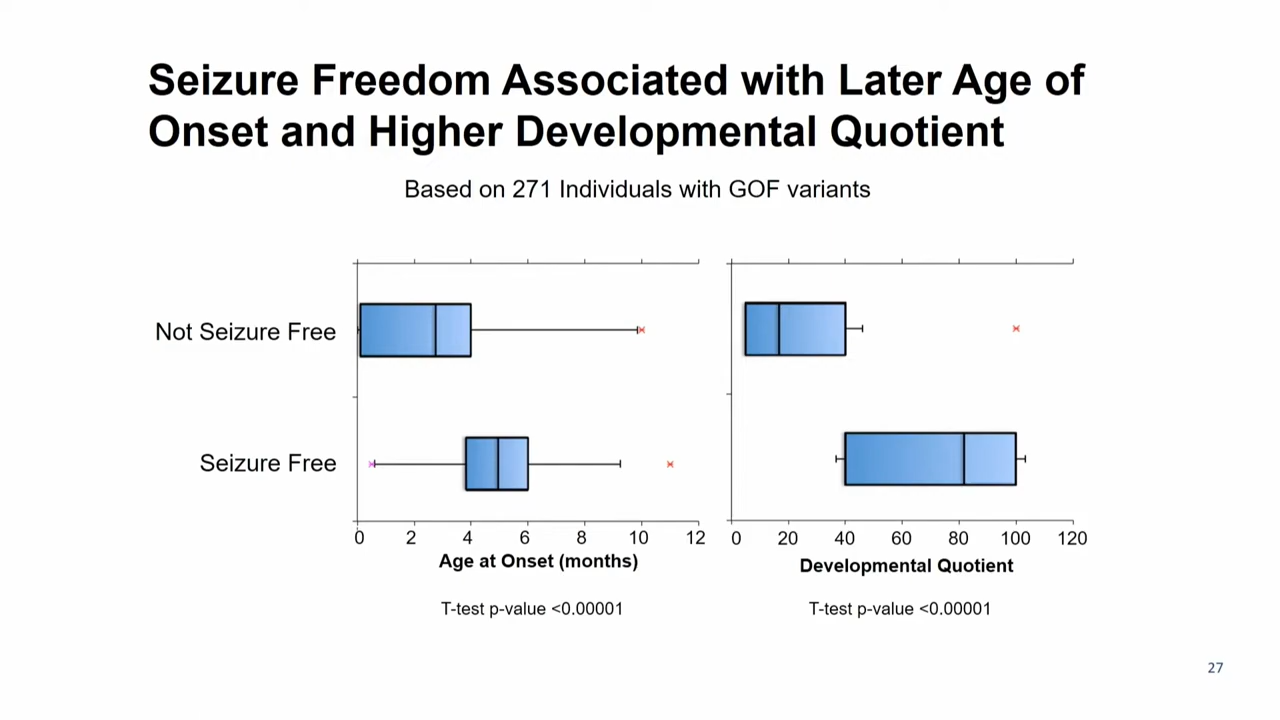 Seizure Freedom Associated with Later Age of
Onset and Higher Developmental Quotient
Based on 271 Individuals with GOF variants
Not Seizure Free
Seizure Free
0 2 4 6 8 10 12
Age at Onset (months)
T-test p-value <0.00001
0 20 40 60 80 100 120
Developmental Quotient
T-test p-value <0.00001
27